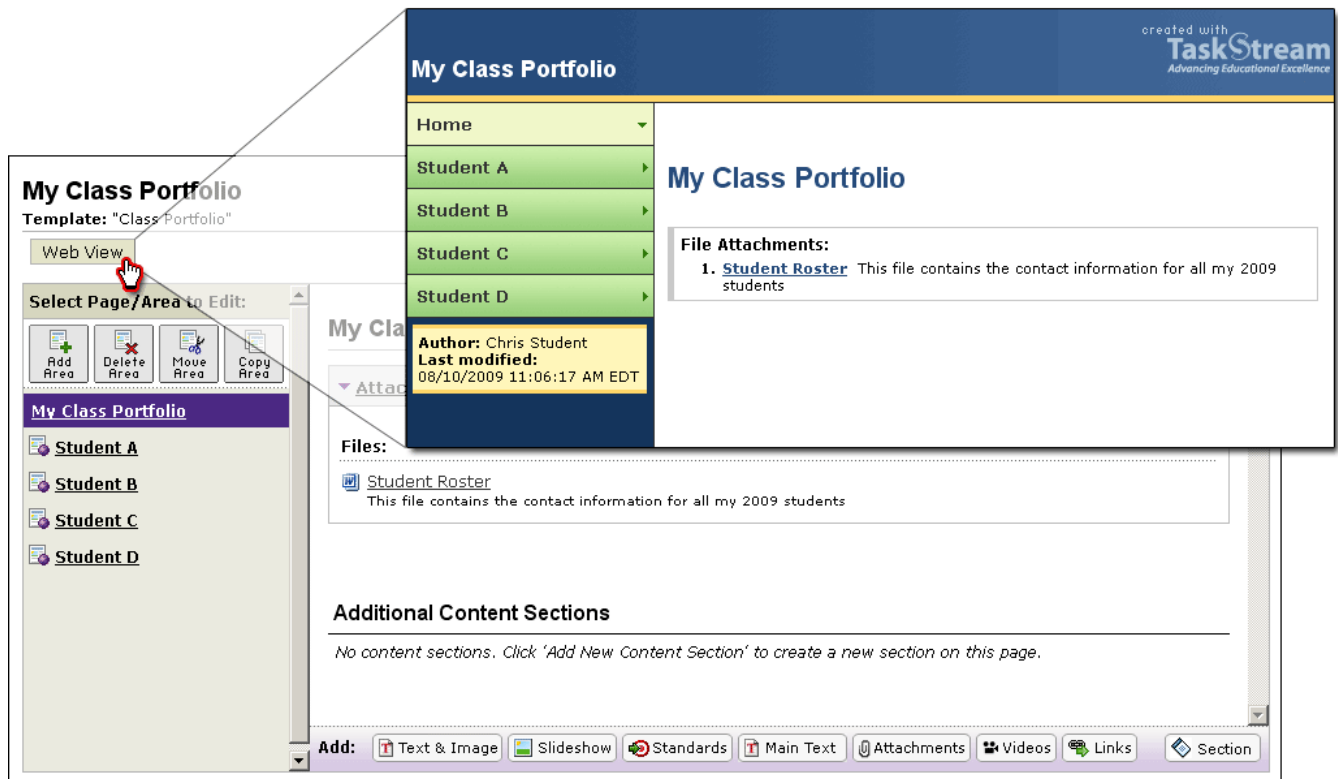 created with
TaskStream
Advancing Educational Excellence
My Class Portfolio
Home
Student A
Student B
Student C
Student D
Author: Chris Student
Last modified:
08/10/2009 11:06:17 AM EDT
My Class Portfolio
File Attachments:
1. Student Roster This file contains the contact information for all my 2009
students
My Class Portfolio
Template: "Class Portfolio"
Web View
Select Page/Area to Edit:
Add Area
Delete Area
Move Area
Copy Area
My Class Portfolio
Student A
Student B
Student C
Student D
My Cla
Attac
Files:
Student Roster
This file contains the contact information for all my 2009 students
Additional Content Sections
No content sections. Click 'Add New Content Section' to create a new section on this page.
Add: Text & Image Slideshow Standards Main Text Attachments Videos Links Section